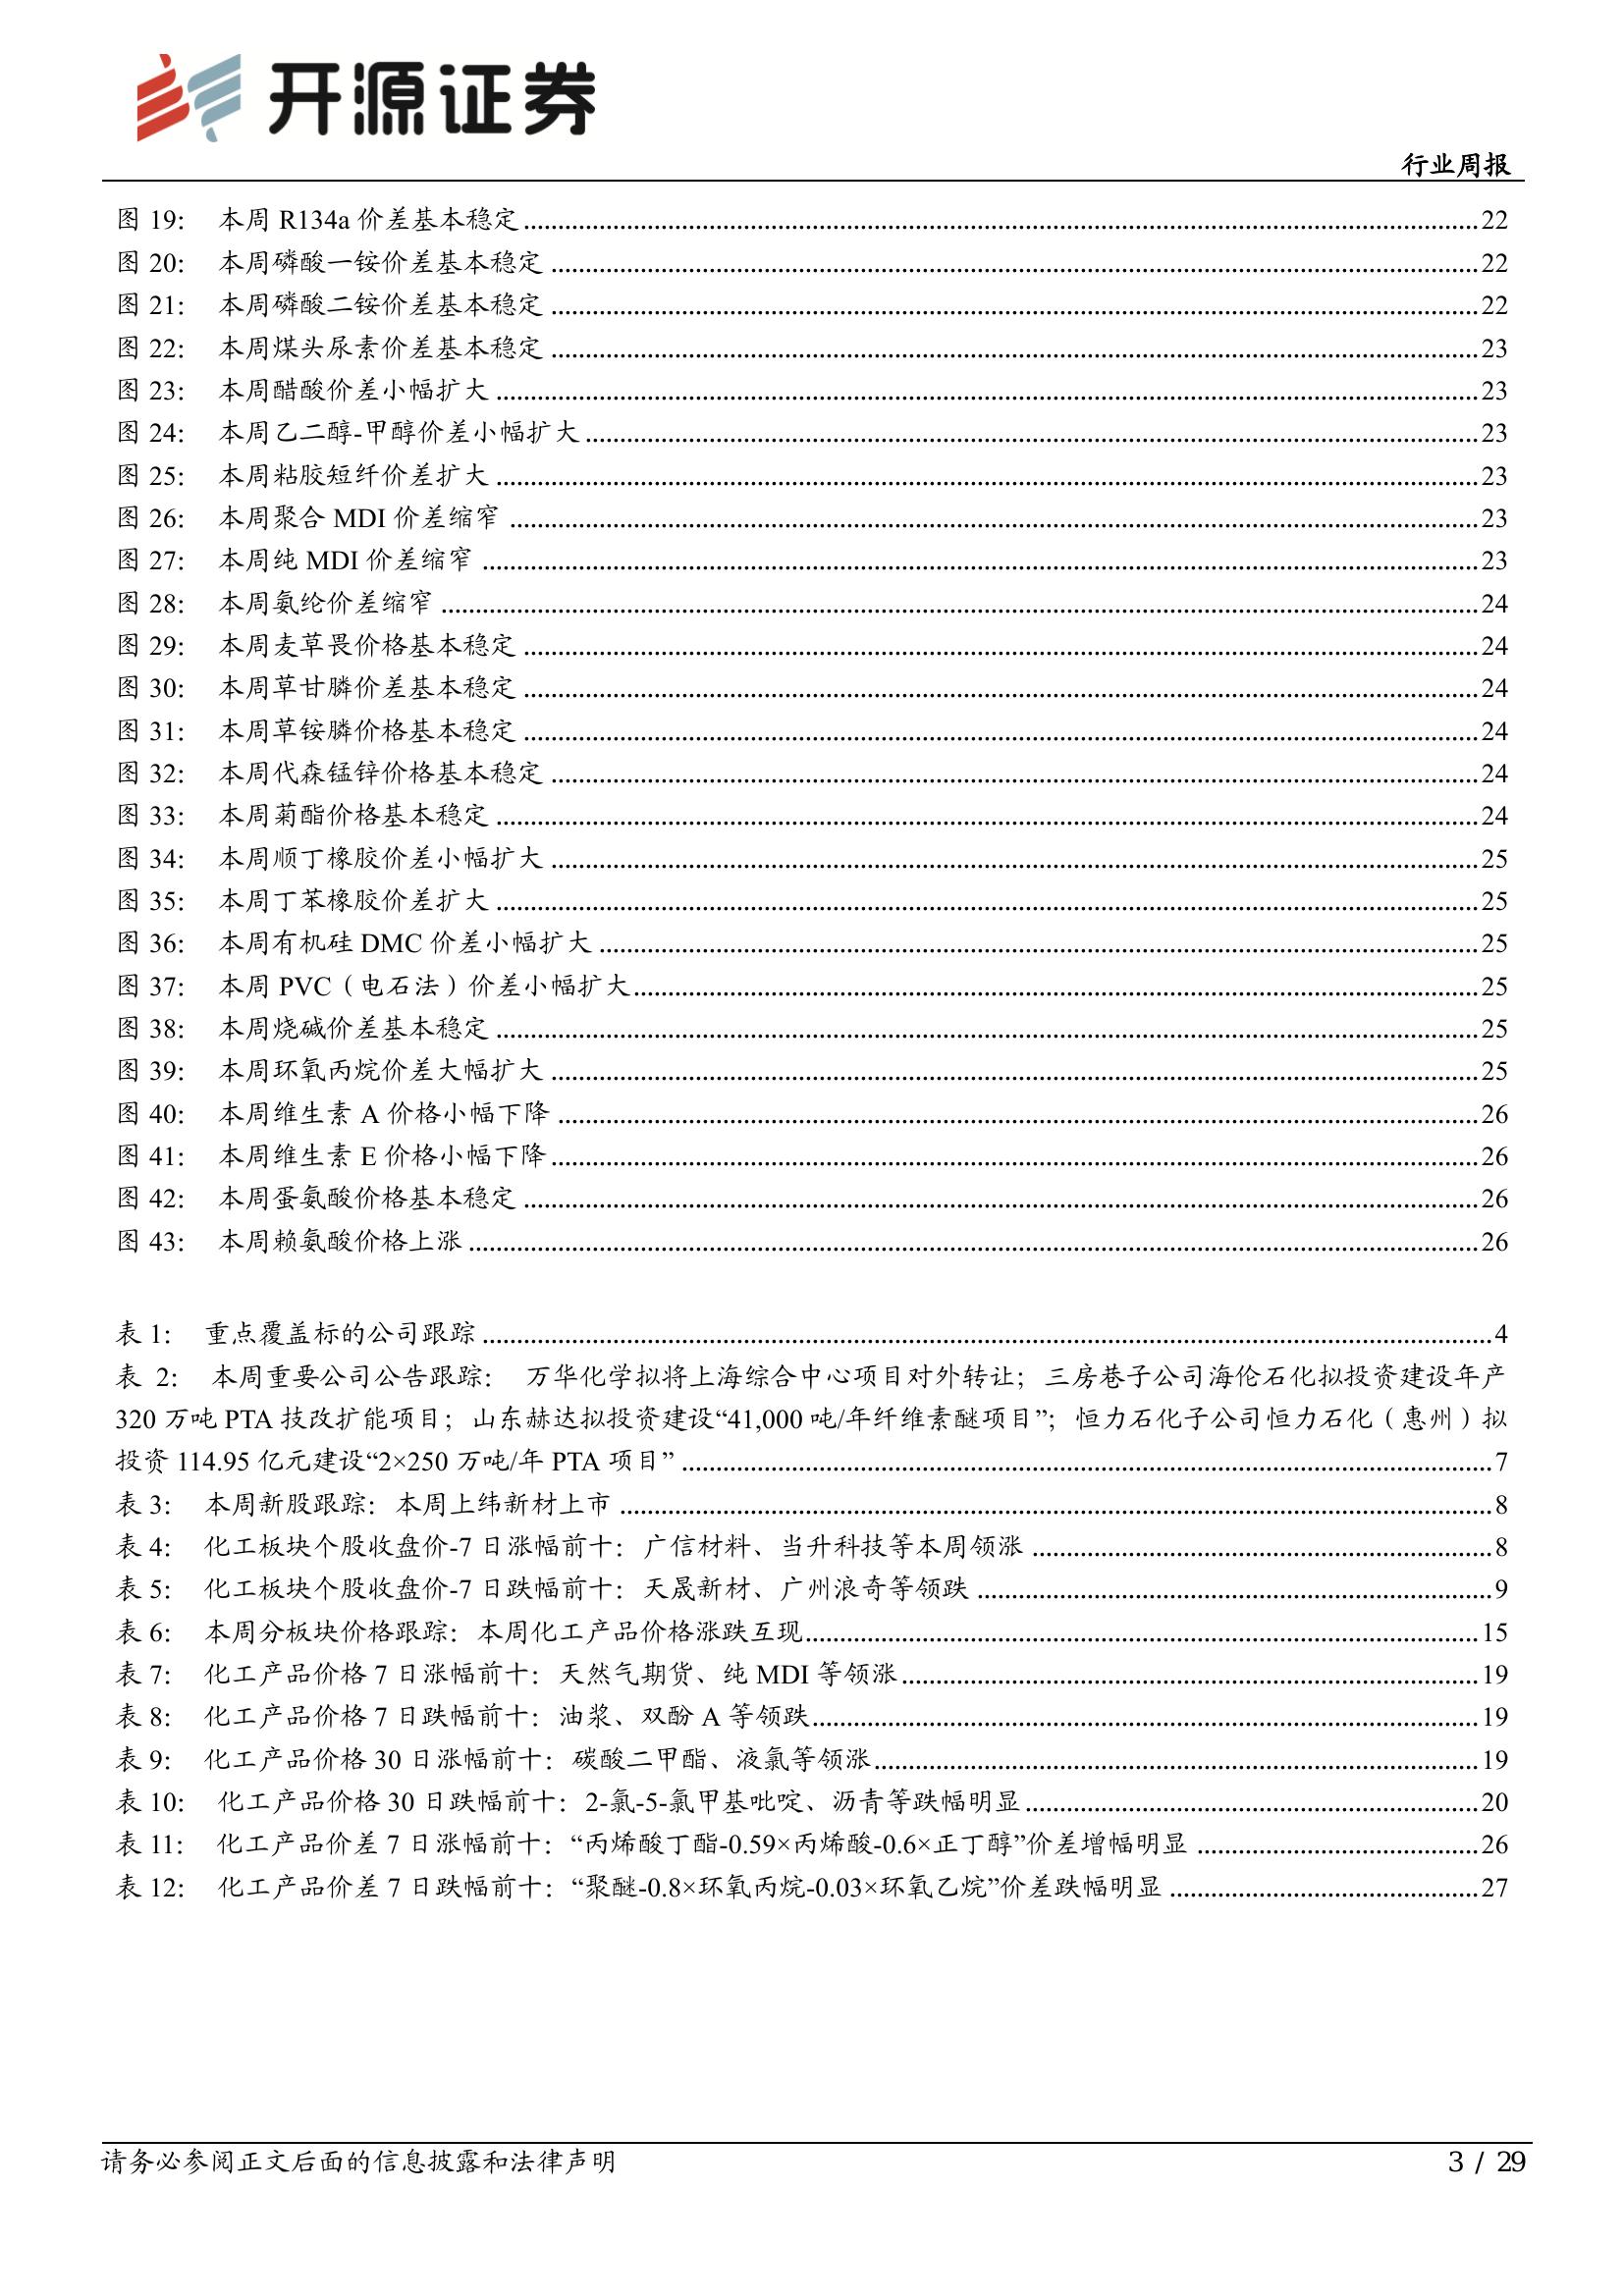 开源证券
行业周报
图 19： 本周 R134a 价差基本稳定 22
图 20： 本周磷酸一铵价差基本稳定 22
图 21： 本周磷酸二铵价差基本稳定 22
图 22： 本周煤头尿素价差基本稳定 23
图 23： 本周醋酸价差小幅扩大 23
图 24： 本周乙二醇-甲醇价差小幅扩大 23
图 25： 本周粘胶短纤价差扩大 23
图 26： 本周聚合 MDI 价差缩窄 23
图 27： 本周纯 MDI 价差缩窄 23
图 28： 本周氨纶价差缩窄 24
图 29： 本周麦草畏价格基本稳定 24
图 30： 本周草甘膦价差基本稳定 24
图 31： 本周草铵膦价格基本稳定 24
图 32： 本周代森锰锌价格基本稳定 24
图 33： 本周菊酯价格基本稳定 24
图 34： 本周顺丁橡胶价差小幅扩大 25
图 35： 本周丁苯橡胶价差扩大 25
图 36： 本周有机硅 DMC 价差小幅扩大 25
图 37： 本周 PVC（电石法）价差小幅扩大 25
图 38： 本周烧碱价差基本稳定 25
图 39： 本周环氧丙烷价差大幅扩大 25
图 40： 本周维生素 A 价格小幅下降 26
图 41： 本周维生素 E 价格小幅下降 26
图 42： 本周蛋氨酸价格基本稳定 26
图 43： 本周赖氨酸价格上涨 26
表 1： 重点覆盖标的公司跟踪 4
表 2： 本周重要公司公告跟踪： 万华化学拟将上海综合中心项目对外转让；三房巷子公司海伦石化拟投资建设年产
320 万吨 PTA 技改扩能项目；山东赫达拟投资建设“41,000 吨/年纤维素醚项目”；恒力石化子公司恒力石化（惠州）拟
投资 114.95 亿元建设“2×250 万吨/年 PTA 项目” 7
表 3： 本周新股跟踪：本周上纬新材上市 8
表 4： 化工板块个股收盘价-7 日涨幅前十：广信材料、当升科技等本周领涨 8
表 5： 化工板块个股收盘价-7 日跌幅前十：天晟新材、广州浪奇等领跌 9
表 6： 本周分板块价格跟踪：本周化工产品价格涨跌互现 15
表 7： 化工产品价格 7 日涨幅前十：天然气期货、纯 MDI 等领涨 19
表 8： 化工产品价格 7 日跌幅前十：油浆、双酚 A 等领跌 19
表 9： 化工产品价格 30 日涨幅前十：碳酸二甲酯、液氯等领涨 19
表 10： 化工产品价格 30 日跌幅前十：2-氯-5-氯甲基吡啶、沥青等跌幅明显 20
表 11： 化工产品价差 7 日涨幅前十：“丙烯酸丁酯-0.59×丙烯酸-0.6×正丁醇”价差增幅明显 26
表 12： 化工产品价差 7 日跌幅前十：“聚醚-0.8×环氧丙烷-0.03×环氧乙烷”价差跌幅明显 27
请务必参阅正文后面的信息披露和法律声明
3 / 29